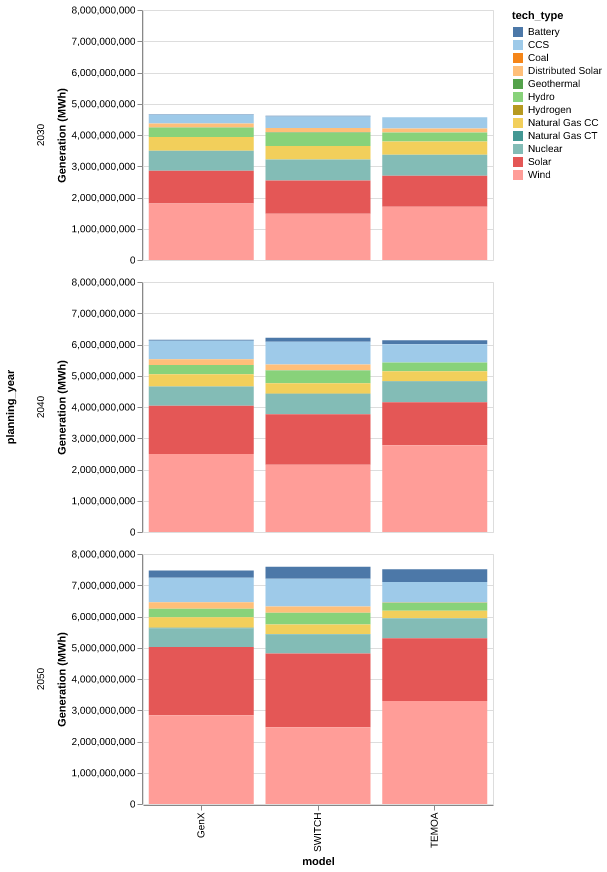 tech_type
Battery
CCS
Coal
Distributed Solar
Geothermal
Hydro
Hydrogen
Natural Gas CC
Natural Gas CT
Nuclear
Solar
Wind
planning_year
2030
Generation (MWh)
8,000,000,000
7,000,000,000
6,000,000,000
5,000,000,000
4,000,000,000
3,000,000,000
2,000,000,000
1,000,000,000
0
2040
Generation (MWh)
8,000,000,000
7,000,000,000
6,000,000,000
5,000,000,000
4,000,000,000
3,000,000,000
2,000,000,000
1,000,000,000
0
2050
Generation (MWh)
8,000,000,000
7,000,000,000
6,000,000,000
5,000,000,000
4,000,000,000
3,000,000,000
2,000,000,000
1,000,000,000
0
GenX
SWITCH
TEMOA
model